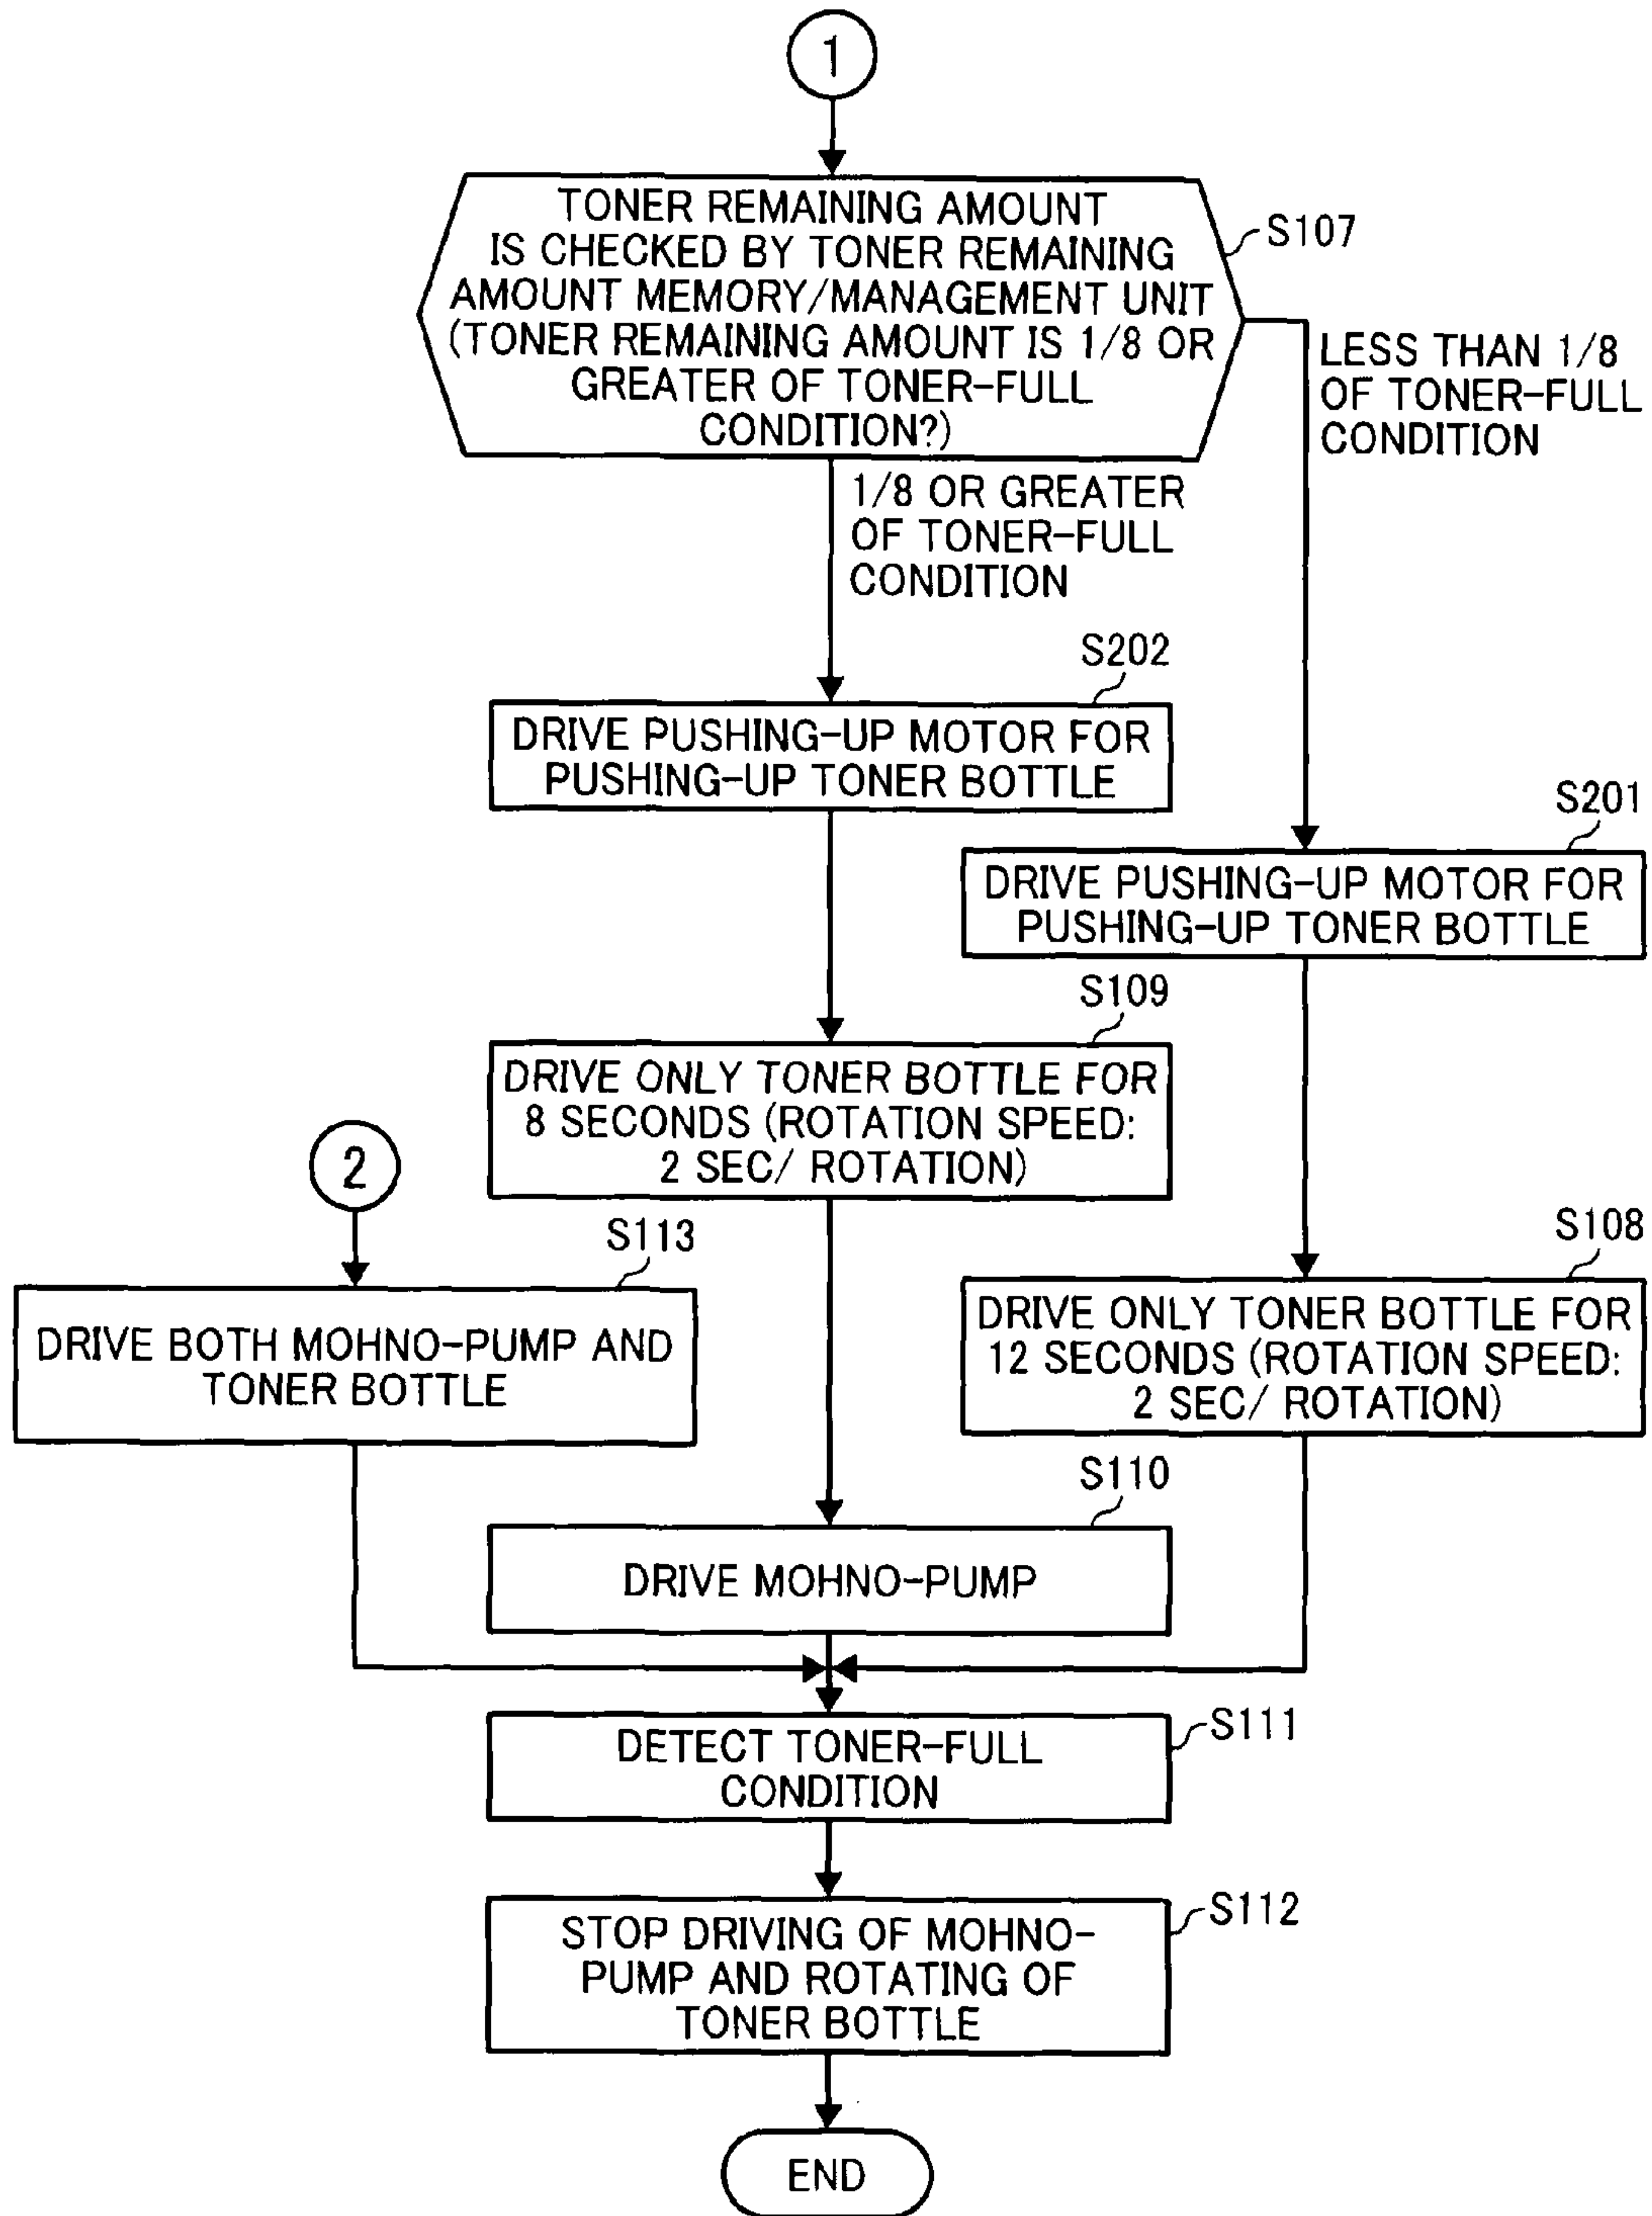 1
TONER REMAINING AMOUNT
IS CHECKED BY TONER REMAINING
AMOUNT MEMORY/MANAGEMENT UNIT
(TONER REMAINING AMOUNT IS 1/8 OR
GREATER OF TONER-FULL
CONDITION?)
S107
LESS THAN 1/8
OF TONER-FULL
CONDITION
1/8 OR GREATER
OF TONER-FULL
CONDITION
S202
DRIVE PUSHING-UP MOTOR FOR
PUSHING-UP TONER BOTTLE
S201
DRIVE PUSHING-UP MOTOR FOR
PUSHING-UP TONER BOTTLE
S109
DRIVE ONLY TONER BOTTLE FOR
8 SECONDS (ROTATION SPEED:
2 SEC/ ROTATION)
2
S113
DRIVE BOTH MOHNO-PUMP AND
TONER BOTTLE
S108
DRIVE ONLY TONER BOTTLE FOR
12 SECONDS (ROTATION SPEED:
2 SEC/ ROTATION)
S110
DRIVE MOHNO-PUMP
S111
DETECT TONER-FULL
CONDITION
S112
STOP DRIVING OF MOHNO-
PUMP AND ROTATING OF
TONER BOTTLE
END